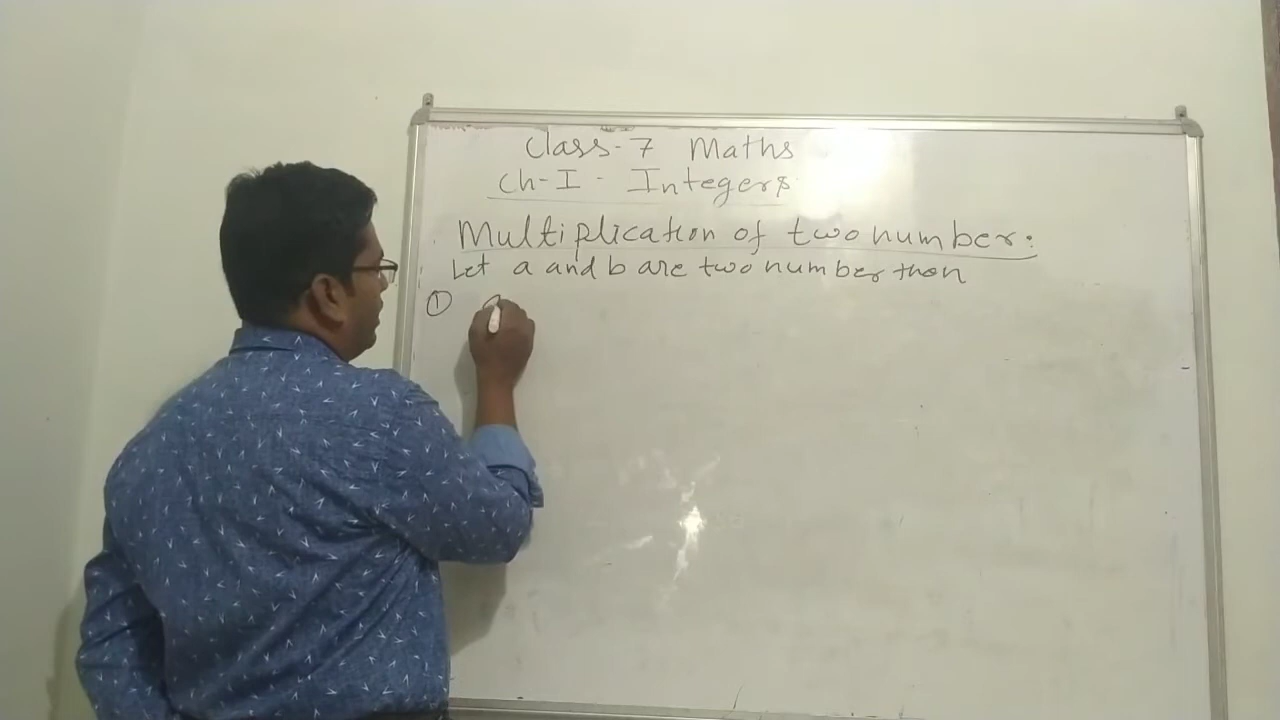 Class-7 Maths
Ch-I - Integers
Multiplication of two number:
Let a and b are two number then
①